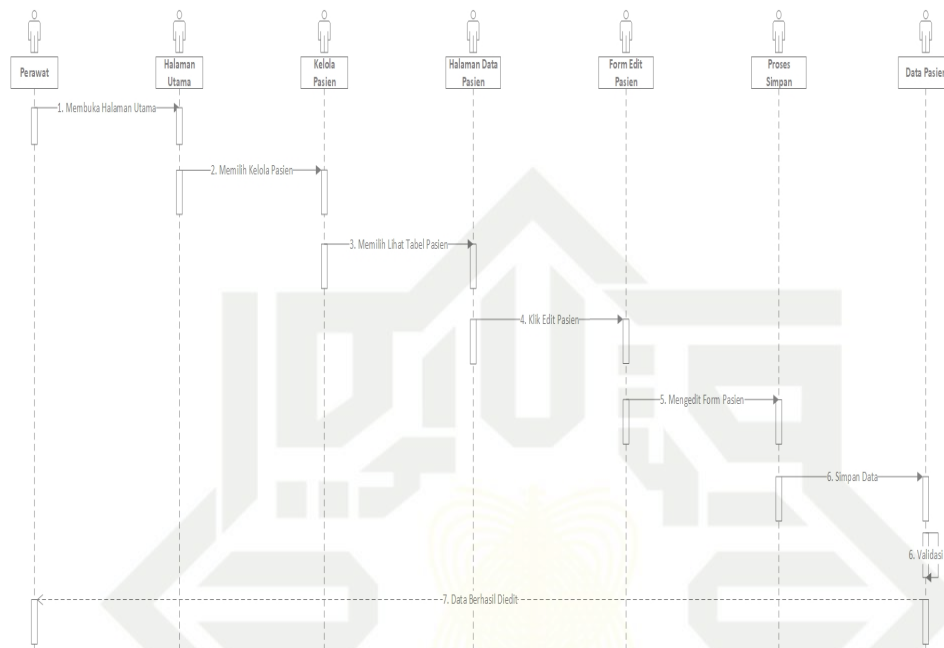 Perawat
Halaman
Utama
Kelola
Pasien
Halaman Data
Pasien
Form Edit
Pasien
Proses
Simpan
Data Pasien
1. Membuka Halaman Utama
2. Memilih Kelola Pasien
3. Memilih Lihat Tabel Pasien
4. Klik Edit Pasien
5. Mengedit Form Pasien
6. Simpan Data
6. Validasi
7. Data Berhasil Diedit